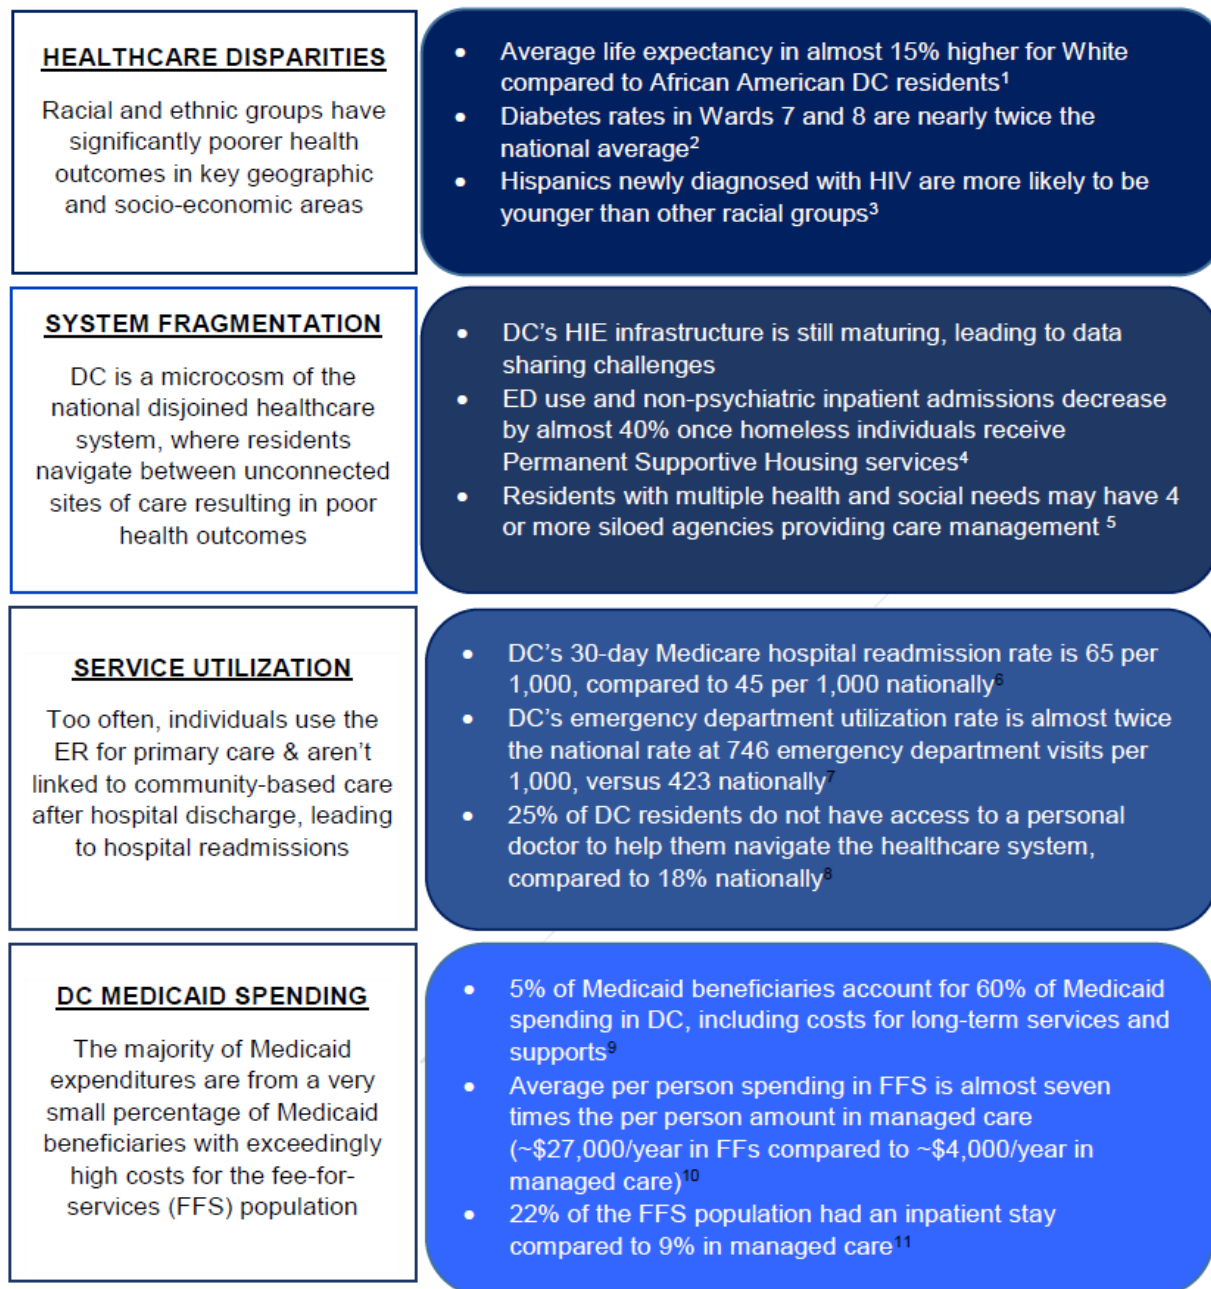 HEALTHCARE DISPARITIES
Racial and ethnic groups have
significantly poorer health
outcomes in key geographic
and socio-economic areas
• Average life expectancy in almost 15% higher for White
compared to African American DC residents¹
• Diabetes rates in Wards 7 and 8 are nearly twice the
national average²
• Hispanics newly diagnosed with HIV are more likely to be
younger than other racial groups³
SYSTEM FRAGMENTATION
DC is a microcosm of the
national disjoined healthcare
system, where residents
navigate between unconnected
sites of care resulting in poor
health outcomes
• DC’s HIE infrastructure is still maturing, leading to data
sharing challenges
• ED use and non-psychiatric inpatient admissions decrease
by almost 40% once homeless individuals receive
Permanent Supportive Housing services⁴
• Residents with multiple health and social needs may have 4
or more siloed agencies providing care management ⁵
SERVICE UTILIZATION
Too often, individuals use the
ER for primary care & aren’t
linked to community-based care
after hospital discharge, leading
to hospital readmissions
• DC’s 30-day Medicare hospital readmission rate is 65 per
1,000, compared to 45 per 1,000 nationally⁶
• DC’s emergency department utilization rate is almost twice
the national rate at 746 emergency department visits per
1,000, versus 423 nationally⁷
• 25% of DC residents do not have access to a personal
doctor to help them navigate the healthcare system,
compared to 18% nationally⁸
DC MEDICAID SPENDING
The majority of Medicaid
expenditures are from a very
small percentage of Medicaid
beneficiaries with exceedingly
high costs for the fee-for-
services (FFS) population
• 5% of Medicaid beneficiaries account for 60% of Medicaid
spending in DC, including costs for long-term services and
supports⁹
• Average per person spending in FFS is almost seven
times the per person amount in managed care
(~$27,000/year in FFs compared to ~$4,000/year in
managed care)¹⁰
• 22% of the FFS population had an inpatient stay
compared to 9% in managed care¹¹